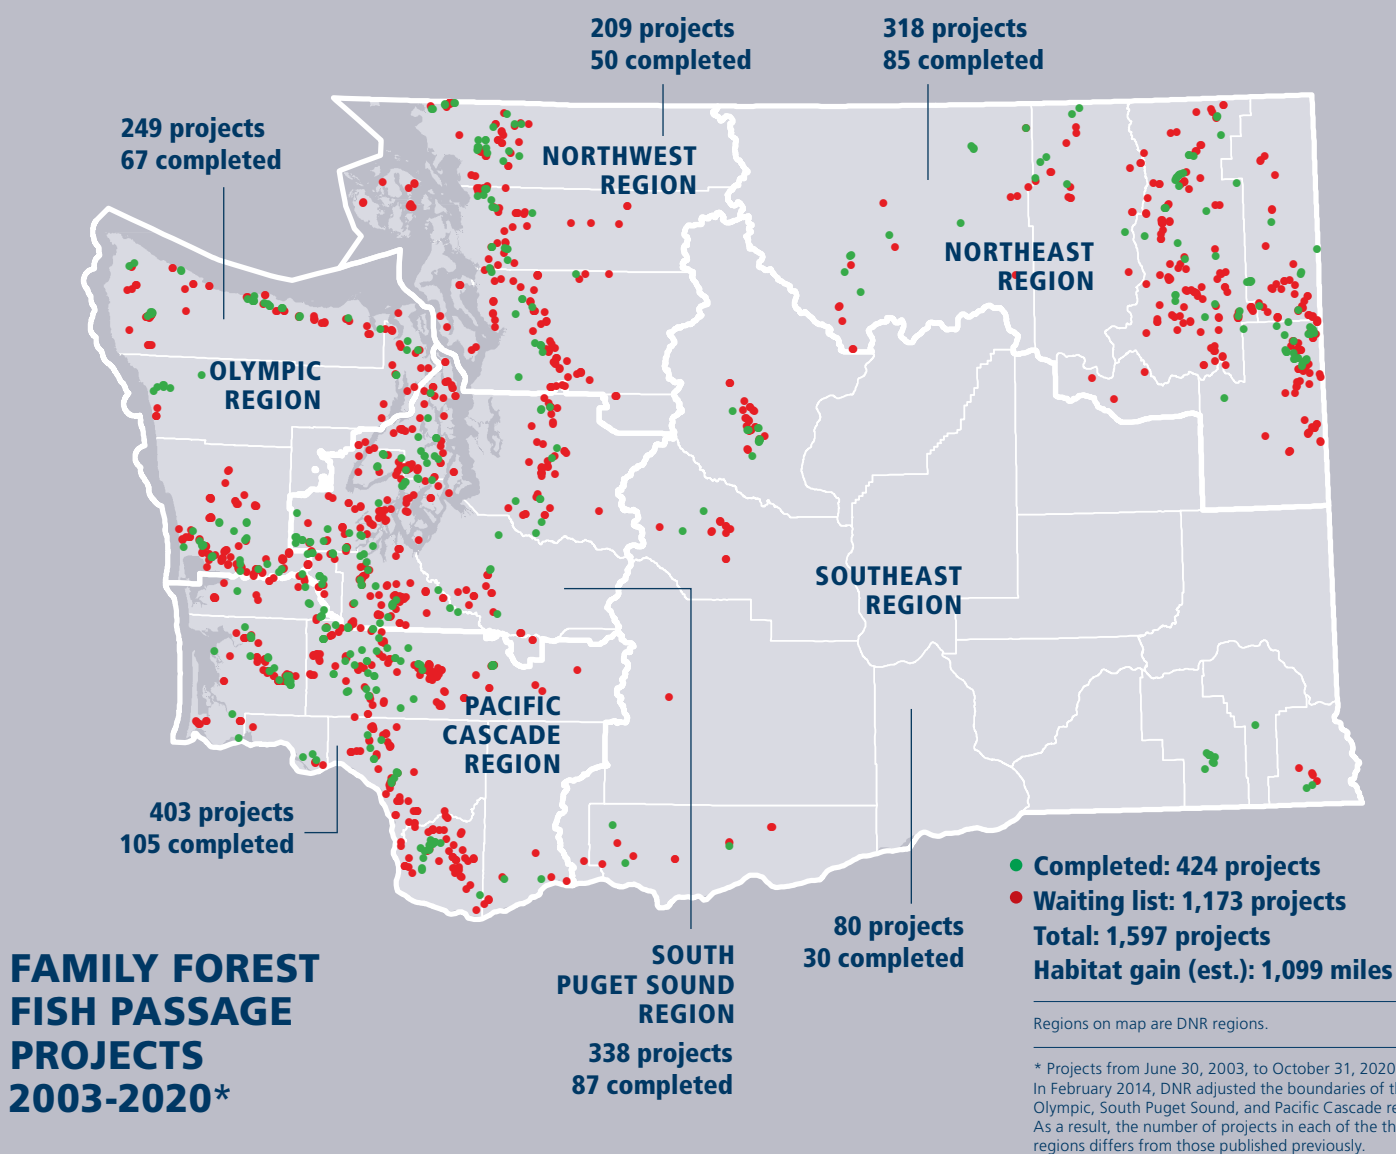 209 projects
50 completed
318 projects
85 completed
249 projects
67 completed
NORTHWEST
REGION
NORTHEAST
REGION
OLYMPIC
REGION
SOUTHEAST
REGION
PACIFIC
CASCADE
REGION
403 projects
105 completed
80 projects
30 completed
SOUTH
PUGET SOUND
REGION
338 projects
87 completed
Completed: 424 projects
Waiting list: 1,173 projects
Total: 1,597 projects
Habitat gain (est.): 1,099 miles
Regions on map are DNR regions.
* Projects from June 30, 2003, to October 31, 2020
In February 2014, DNR adjusted the boundaries of
Olympic, South Puget Sound, and Pacific Cascade
As a result, the number of projects in each of the
regions differs from those published previously.
FAMILY FOREST
FISH PASSAGE
PROJECTS
2003-2020*